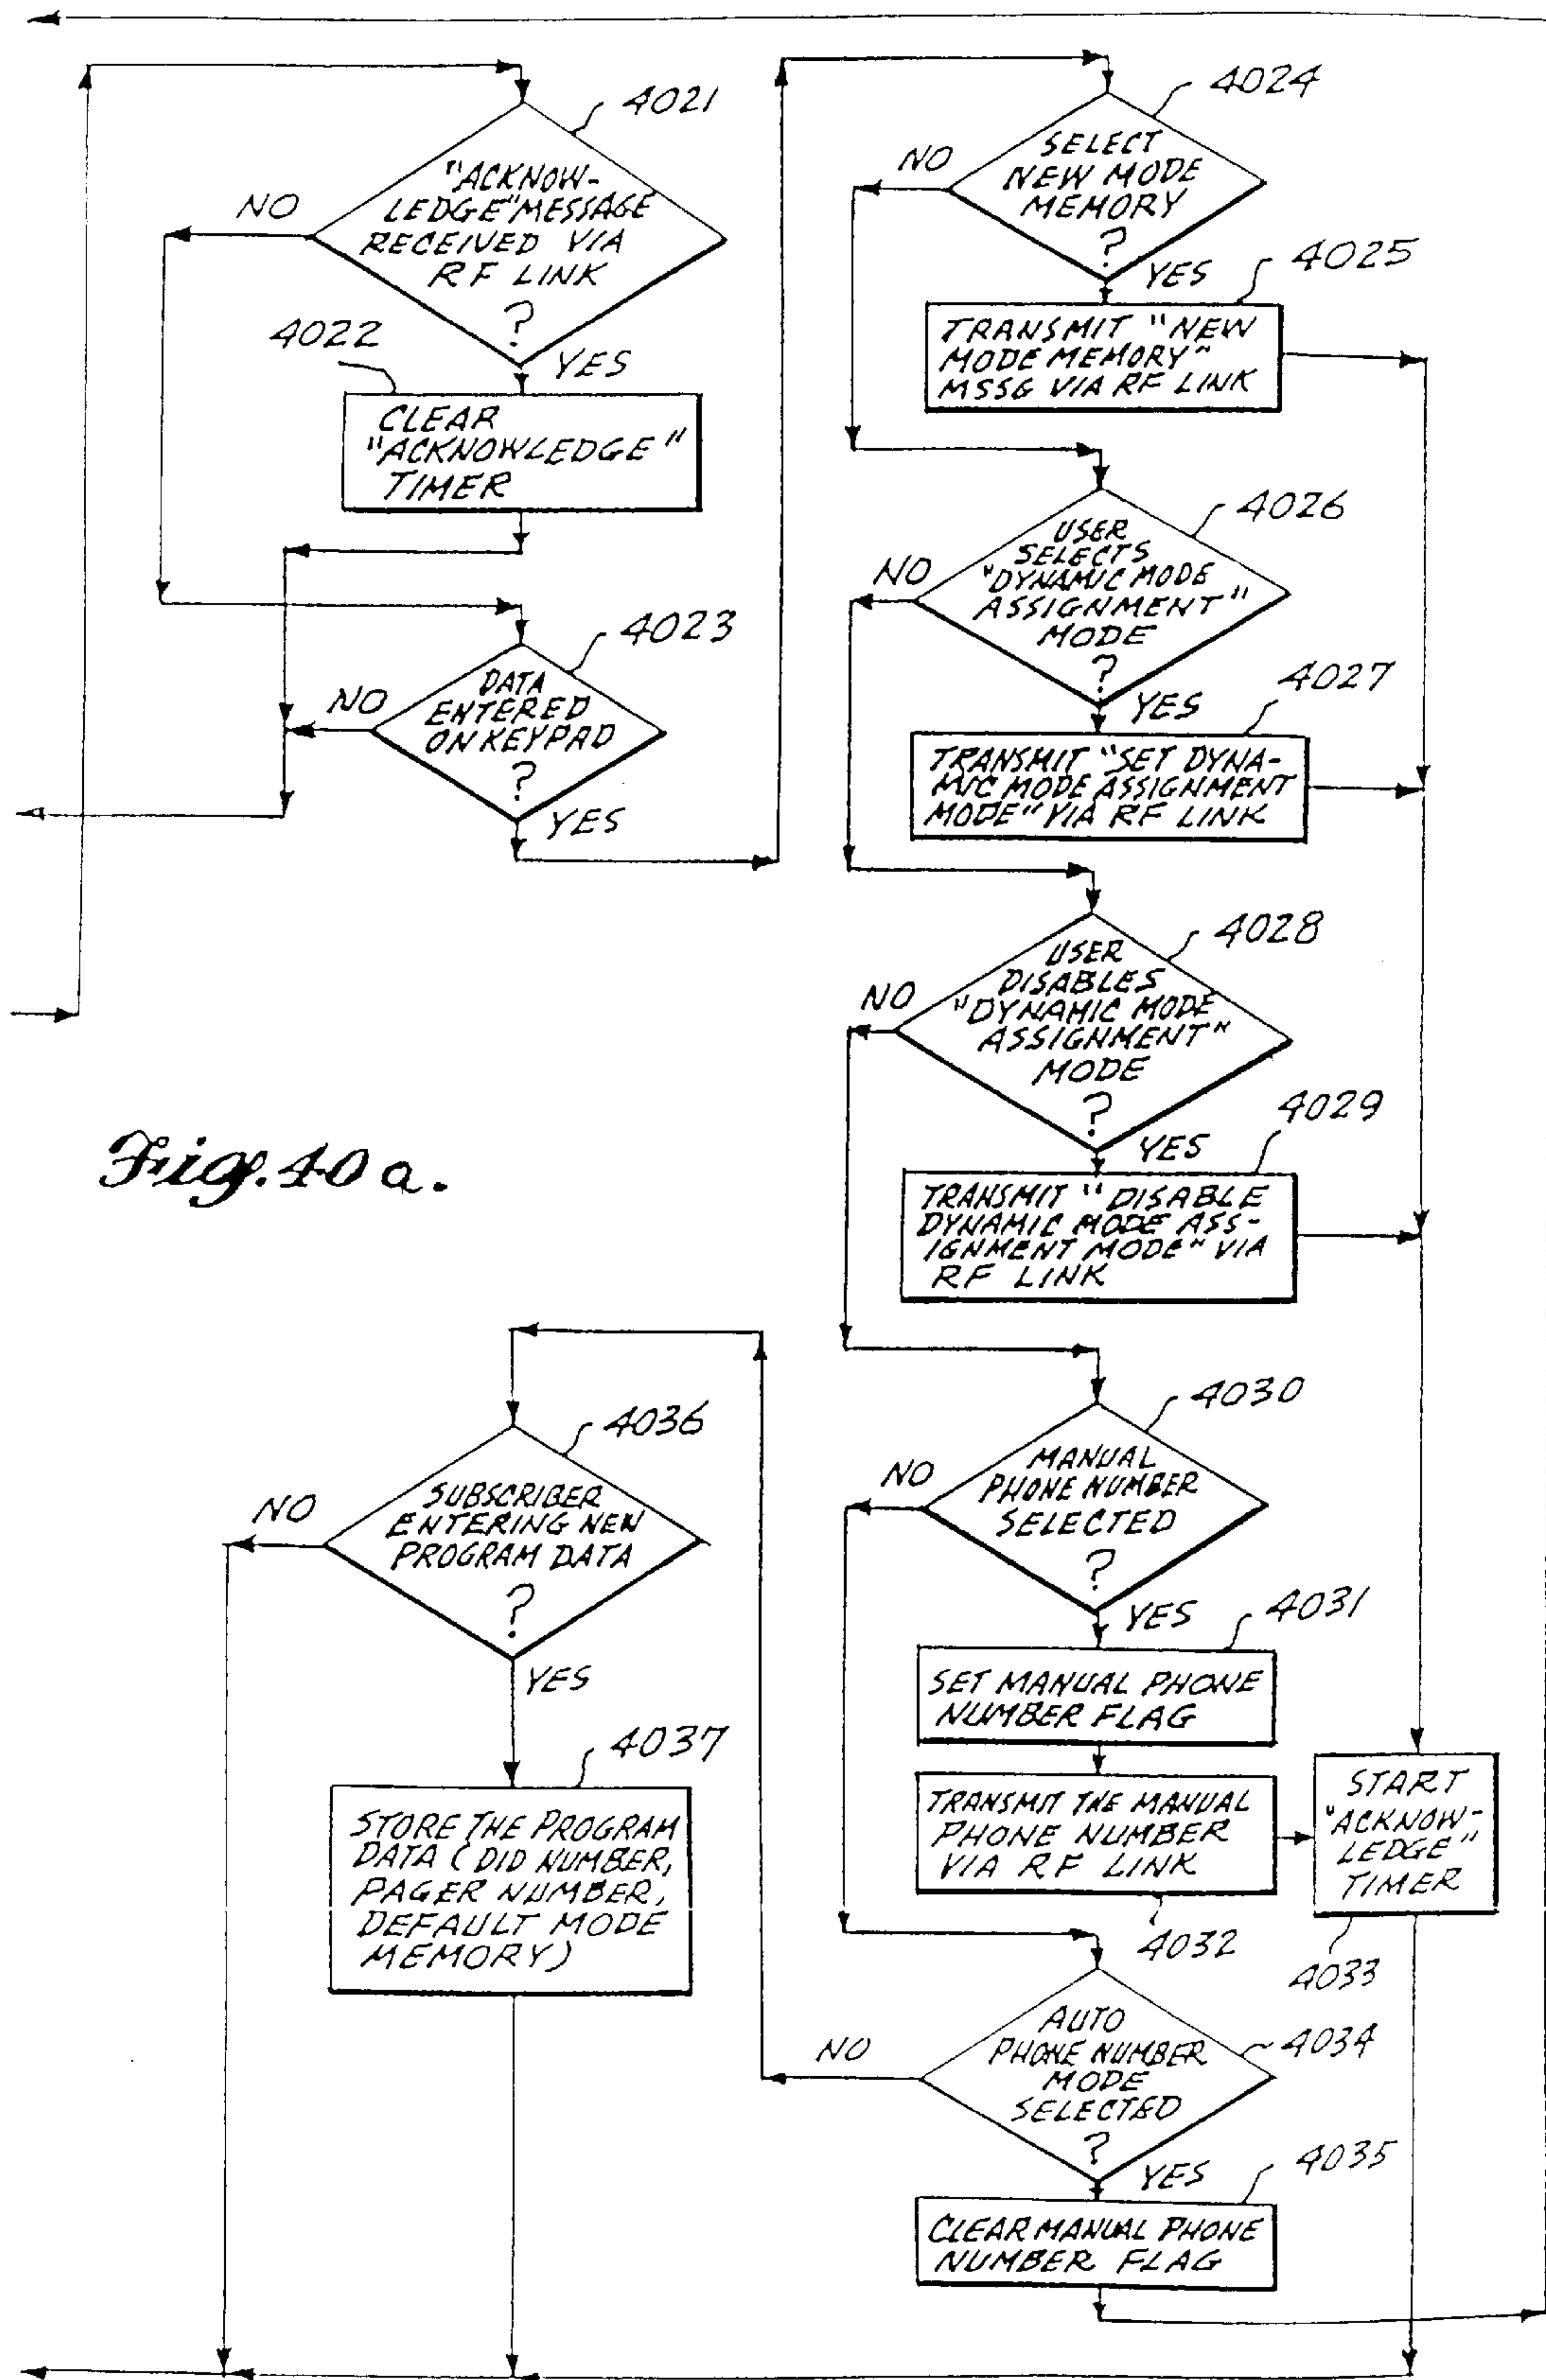 4021
"ACKNOW-
LEDGE" MESSAGE
RECEIVED VIA
RF LINK
?
NO
YES
4022
CLEAR
"ACKNOWLEDGE"
TIMER
4023
DATA
ENTERED
ON KEYPAD
?
NO
YES
4024
SELECT
NEW MODE
MEMORY
?
NO
YES
4025
TRANSMIT "NEW
MODE MEMORY"
MSSG VIA RF LINK
4026
USER
SELECTS
"DYNAMIC MODE
ASSIGNMENT"
MODE
?
NO
YES
4027
TRANSMIT "SET DYNA-
MIC MODE ASSIGNMENT
MODE" VIA RF LINK
4028
USER
DISABLES
"DYNAMIC MODE
ASSIGNMENT"
MODE
?
NO
YES
4029
TRANSMIT "DISABLE
DYNAMIC MODE ASS-
IGNMENT MODE" VIA
RF LINK
Fig. 40a.
4030
MANUAL
PHONE NUMBER
SELECTED
?
NO
YES
4031
SET MANUAL PHONE
NUMBER FLAG
TRANSMIT THE MANUAL
PHONE NUMBER
VIA RF LINK
4032
START
"ACKNOW-
LEDGE"
TIMER
4033
AUTO
PHONE NUMBER
MODE
SELECTED
?
4034
NO
YES
4035
CLEAR MANUAL PHONE
NUMBER FLAG
4036
SUBSCRIBER
ENTERING NEW
PROGRAM DATA
?
NO
YES
4037
STORE THE PROGRAM
DATA (DID NUMBER,
PAGER NUMBER,
DEFAULT MODE
MEMORY)